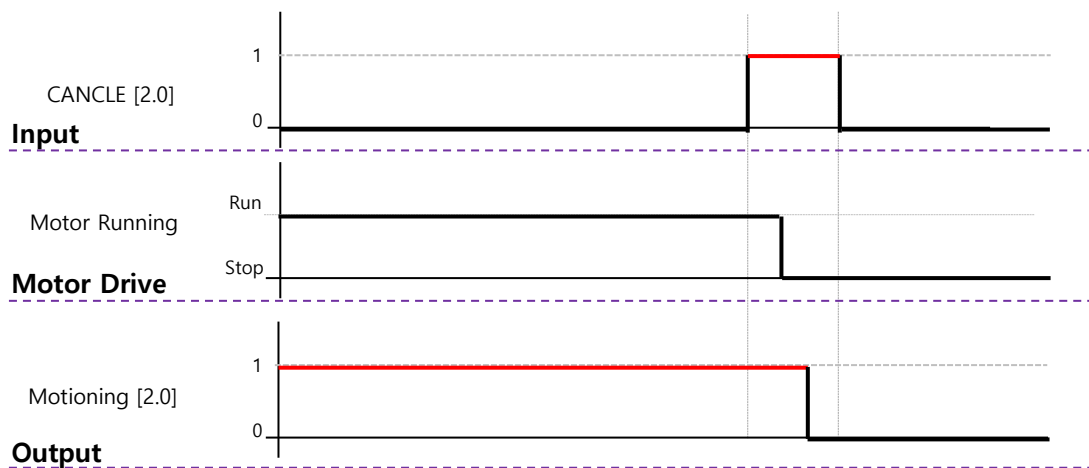 1
CANCLE [2.0]
0
Input
Run
Motor Running
Stop
Motor Drive
1
Motioning [2.0]
0
Output